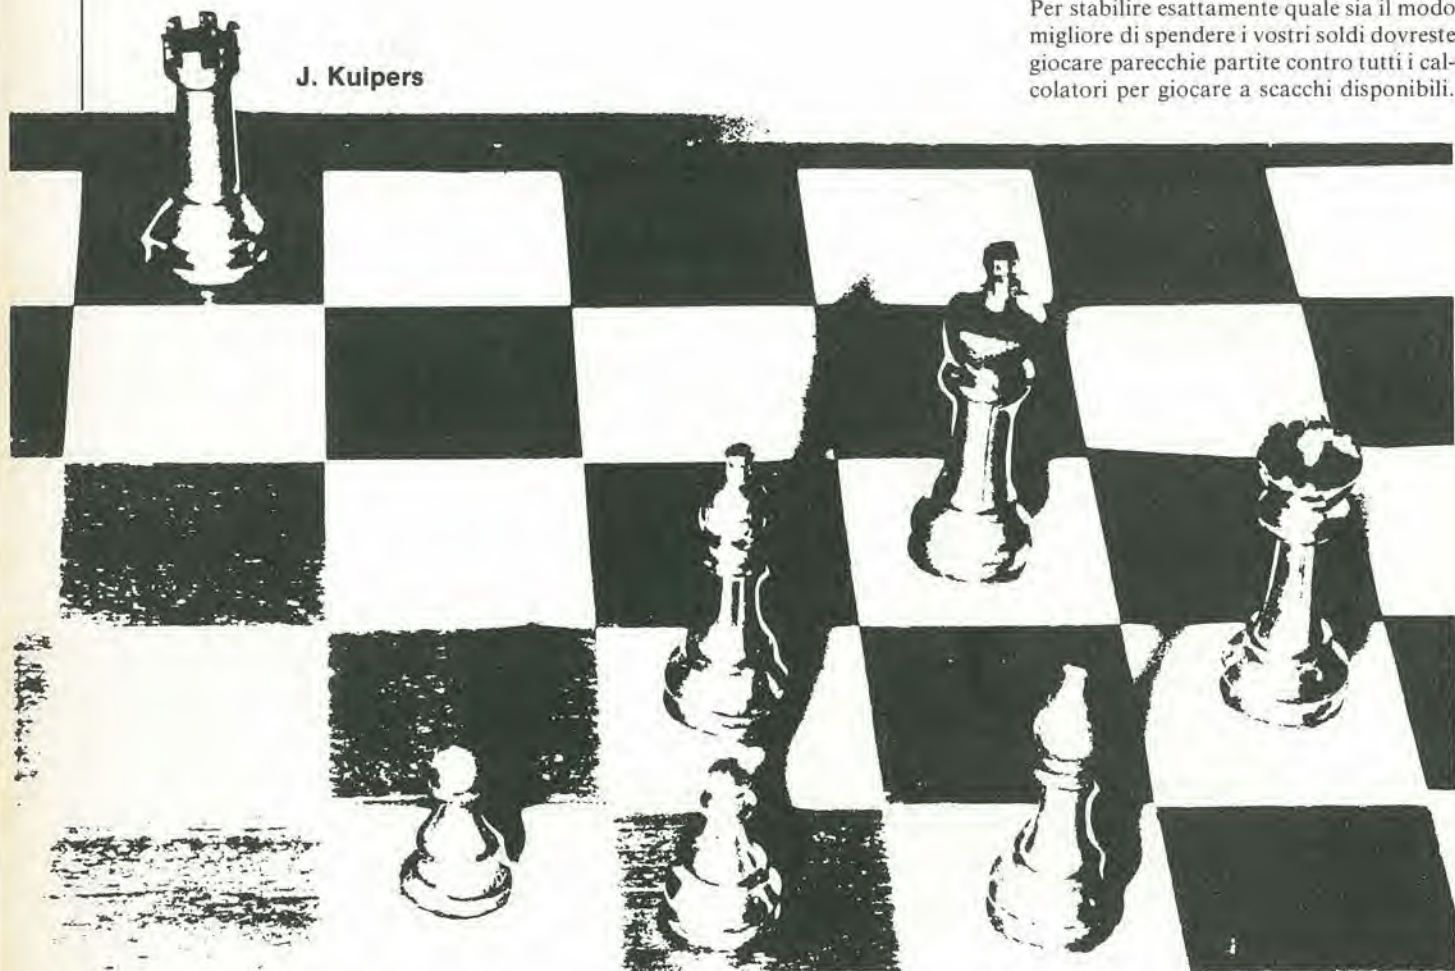 J. Kuipers
Per stabilire esattamente quale sia il modo
migliore di spendere i vostri soldi dovreste
giocare parecchie partite contro tutti i cal-
colatori per giocare a scacchi disponibili.